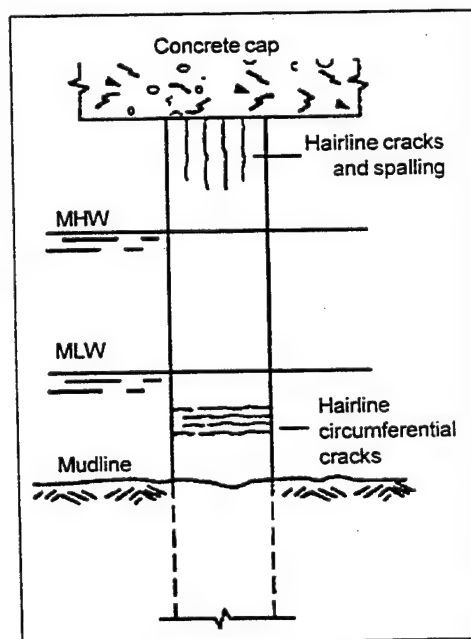 Concrete cap
Hairline cracks
and spalling
MHW
MLW
Hairline
circumferential
cracks
Mudline